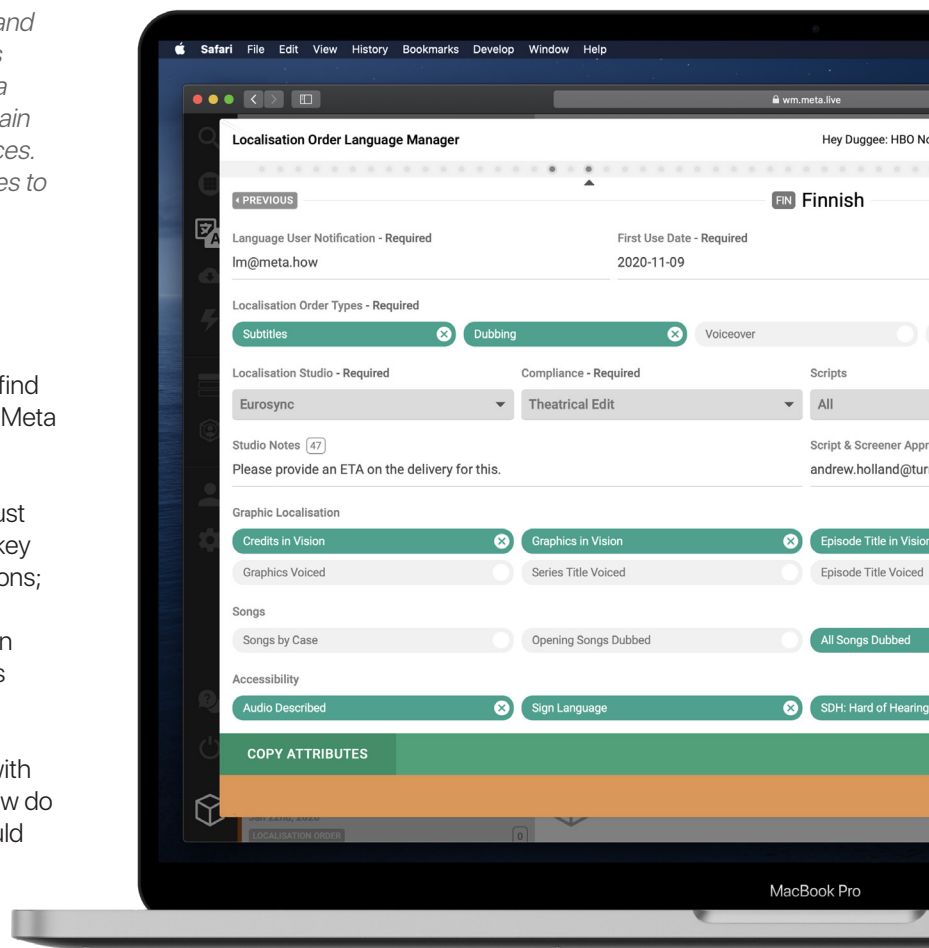 and
s
a
ain
ces.
es to
find
Meta
ust
key
ons;
n
s
with
w do
uld
Safari File Edit View History Bookmarks Develop Window Help
wm.meta.live
Localisation Order Language Manager
Hey Duggee: HBO No
PREVIOUS
FIN Finnish
Language User Notification - Required
First Use Date - Required
lm@meta.how
2020-11-09
Localisation Order Types - Required
Subtitles Dubbing Voiceover
Localisation Studio - Required Compliance - Required Scripts
Eurosync Theatrical Edit All
Studio Notes 47 Script & Screener Appr
Please provide an ETA on the delivery for this. andrew.holland@tur
Graphic Localisation
Credits in Vision Graphics in Vision Episode Title in Vision
Graphics Voiced Series Title Voiced Episode Title Voiced
Songs
Songs by Case Opening Songs Dubbed All Songs Dubbed
Accessibility
Audio Described Sign Language SDH: Hard of Hearing
COPY ATTRIBUTES
LOCALISATION ORDER 0
MacBook Pro